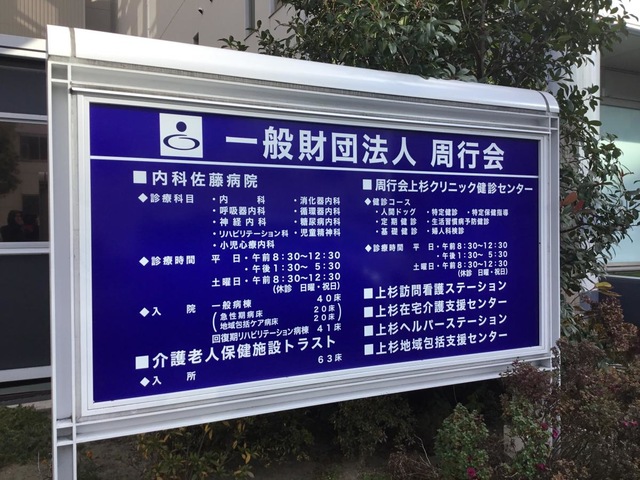 一般財団法人 周行会
■内科佐藤病院
◆診療科目 ・内科 ・消化器内科
・呼吸器内科 ・循環器内科
・神経内科 ・糖尿病内科
・リハビリテーション科 ・児童精神科
・小児心療内科
◆診療時間 平日・午前8:30〜12:30
・午後1:30〜5:30
土曜日・午前8:30〜12:30
(休診 日曜・祝日)
◆入院 一般病棟 40床
(急性期病床 20床)
(地域包括ケア病床 20床)
回復期リハビリテーション病棟 41床
■介護老人保健施設トラスト
◆入所 63床
■周行会上杉クリニック健診センター
◆健診コース
・人間ドッグ ・特定健診 ・特定保健指導
・定期健診 ・生活習慣病予防健診
・基礎健診 ・婦人科検診
◆診療時間 平日・午前8:30〜12:30
・午後1:30〜5:30
土曜日・午前8:30〜12:30
(休診 日曜・祝日)
■上杉訪問看護ステーション
■上杉在宅介護支援センター
■上杉ヘルパーステーション
■上杉地域包括支援センター